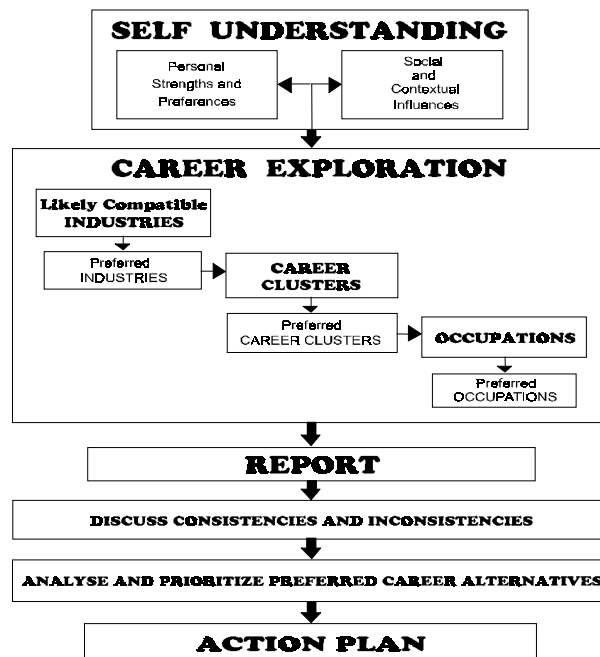 SELF UNDERSTANDING
Personal
Strengths and
Preferences
Social
and
Contextual
Influences
CAREER EXPLORATION
Likely Compatible
INDUSTRIES
Preferred
INDUSTRIES
CAREER
CLUSTERS
Preferred
CAREER CLUSTERS
OCCUPATIONS
Preferred
OCCUPATIONS
REPORT
DISCUSS CONSISTENCIES AND INCONSISTENCIES
ANALYSE AND PRIORITIZE PREFERRED CAREER ALTERNATIVES
ACTION PLAN